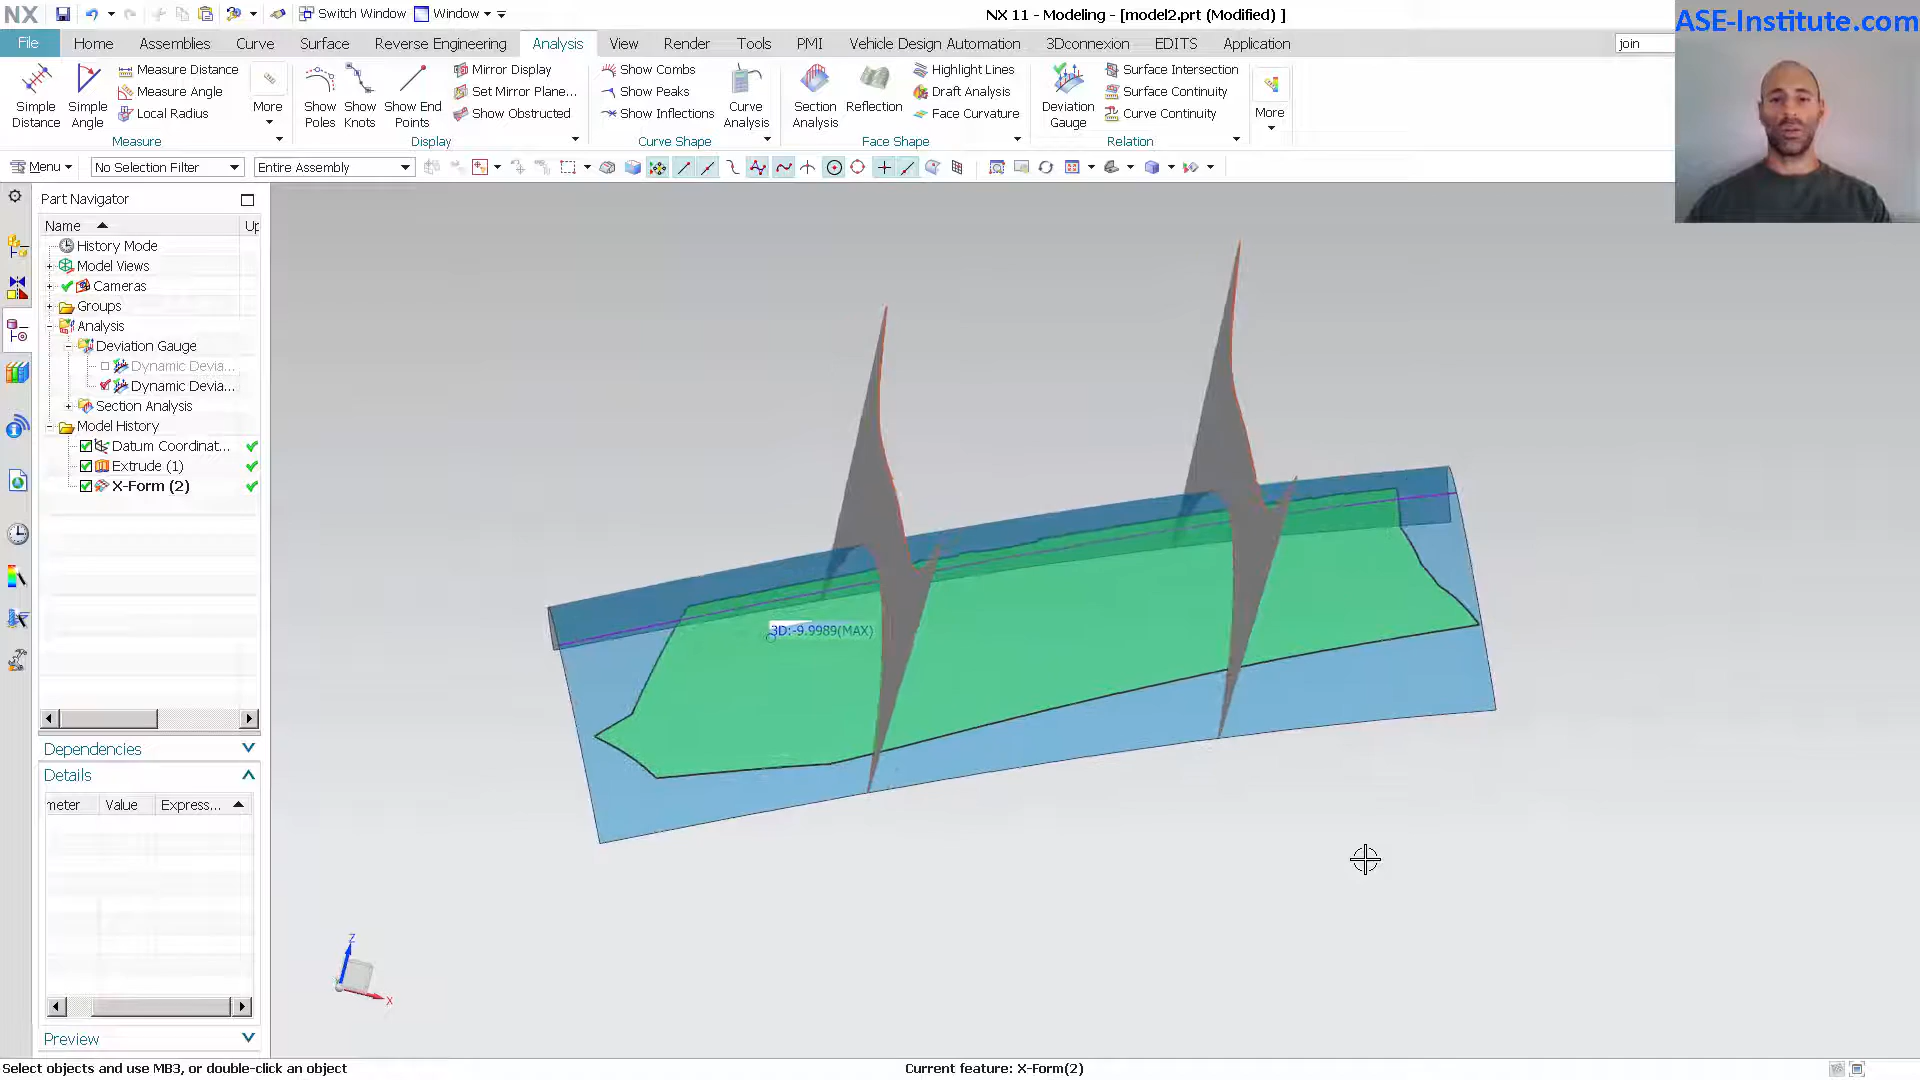 NX
Switch Window
Window
NX 11 - Modeling - [model2.prt (Modified) ]
ASE-Institute.com
File
Home
Assemblies
Curve
Surface
Reverse Engineering
Analysis
View
Render
Tools
PMI
Vehicle Design Automation
3Dconnexion
EDITS
Application
join
Simple Distance
Simple Angle
Measure Distance
Measure Angle
Local Radius
More
Measure
Show Poles
Show Knots
Show End Points
Mirror Display
Set Mirror Plane...
Show Obstructed
Display
Show Combs
Show Peaks
Show Inflections
Curve Analysis
Curve Shape
Section Analysis
Reflection
Highlight Lines
Draft Analysis
Face Curvature
Face Shape
Deviation Gauge
Surface Intersection
Surface Continuity
Curve Continuity
Relation
More
Menu
No Selection Filter
Entire Assembly
Part Navigator
Name
Up
History Mode
Model Views
Cameras
Groups
Analysis
Deviation Gauge
Dynamic Devia...
Dynamic Devia...
Section Analysis
Model History
Datum Coordinat...
Extrude (1)
X-Form (2)
Dependencies
Details
meter
Value
Express...
Preview
3D:-9.9989(MAX)
Z
X
Select objects and use MB3, or double-click an object
Current feature: X-Form(2)